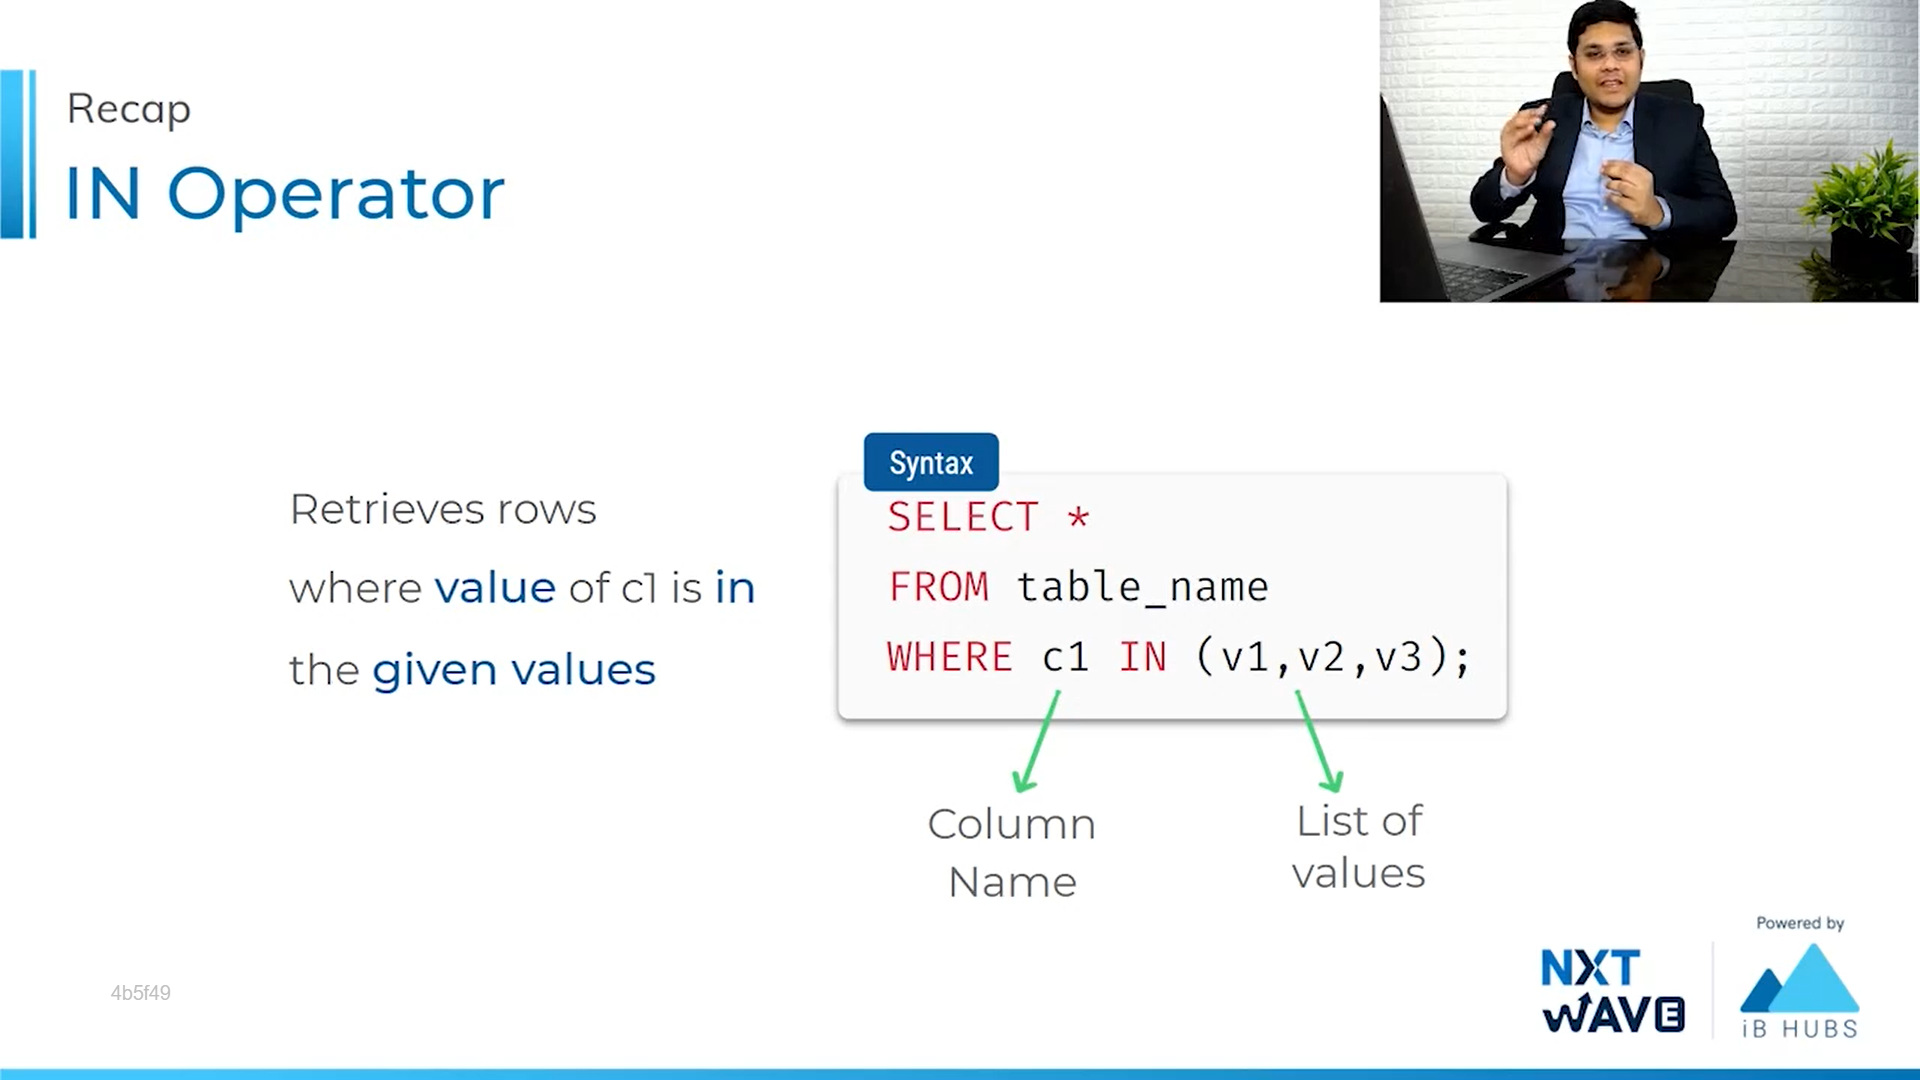 Recap
IN Operator
Retrieves rows
where value of c1 is in
the given values
Syntax
SELECT *
FROM table_name
WHERE c1 IN (v1,v2,v3);
Column
Name
List of
values
4b5f49
NXT
WAVE
Powered by
iB HUBS